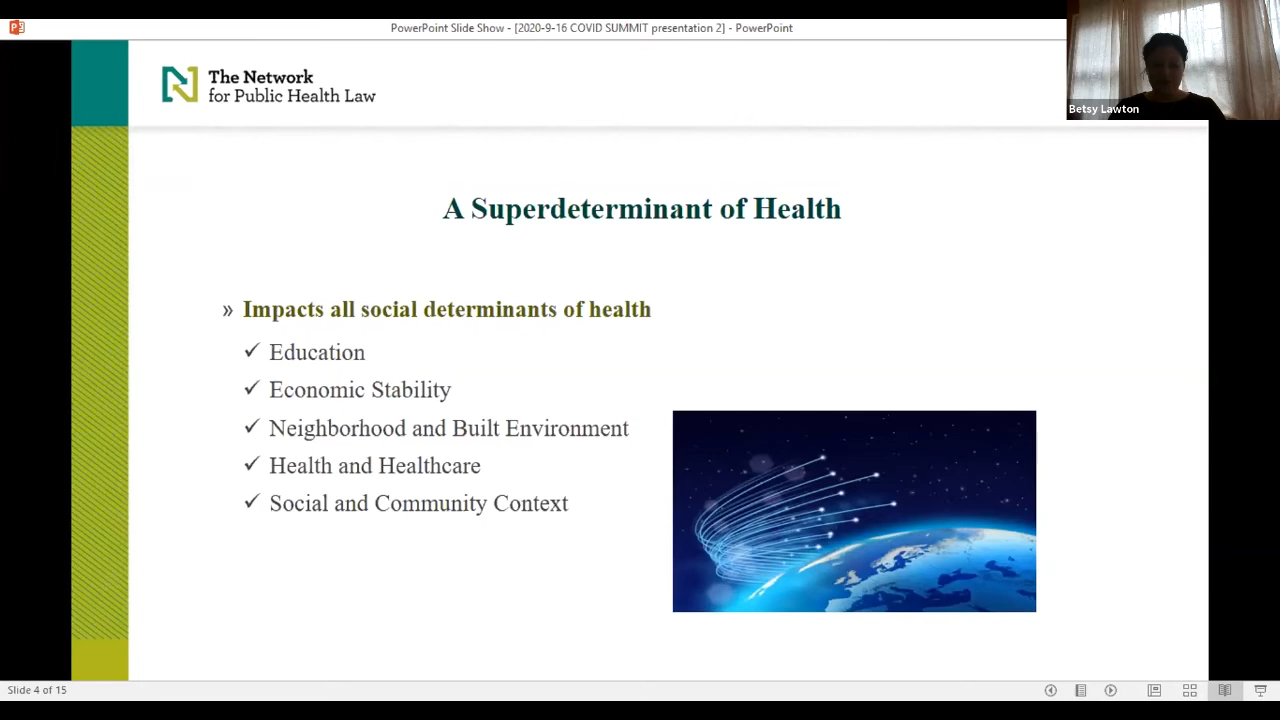 PowerPoint Slide Show - [2020-9-16 COVID SUMMIT presentation 2] - PowerPoint
The Network
for Public Health Law
Betsy Lawton
A Superdeterminant of Health
» Impacts all social determinants of health
✓ Education
✓ Economic Stability
✓ Neighborhood and Built Environment
✓ Health and Healthcare
✓ Social and Community Context
Slide 4 of 15